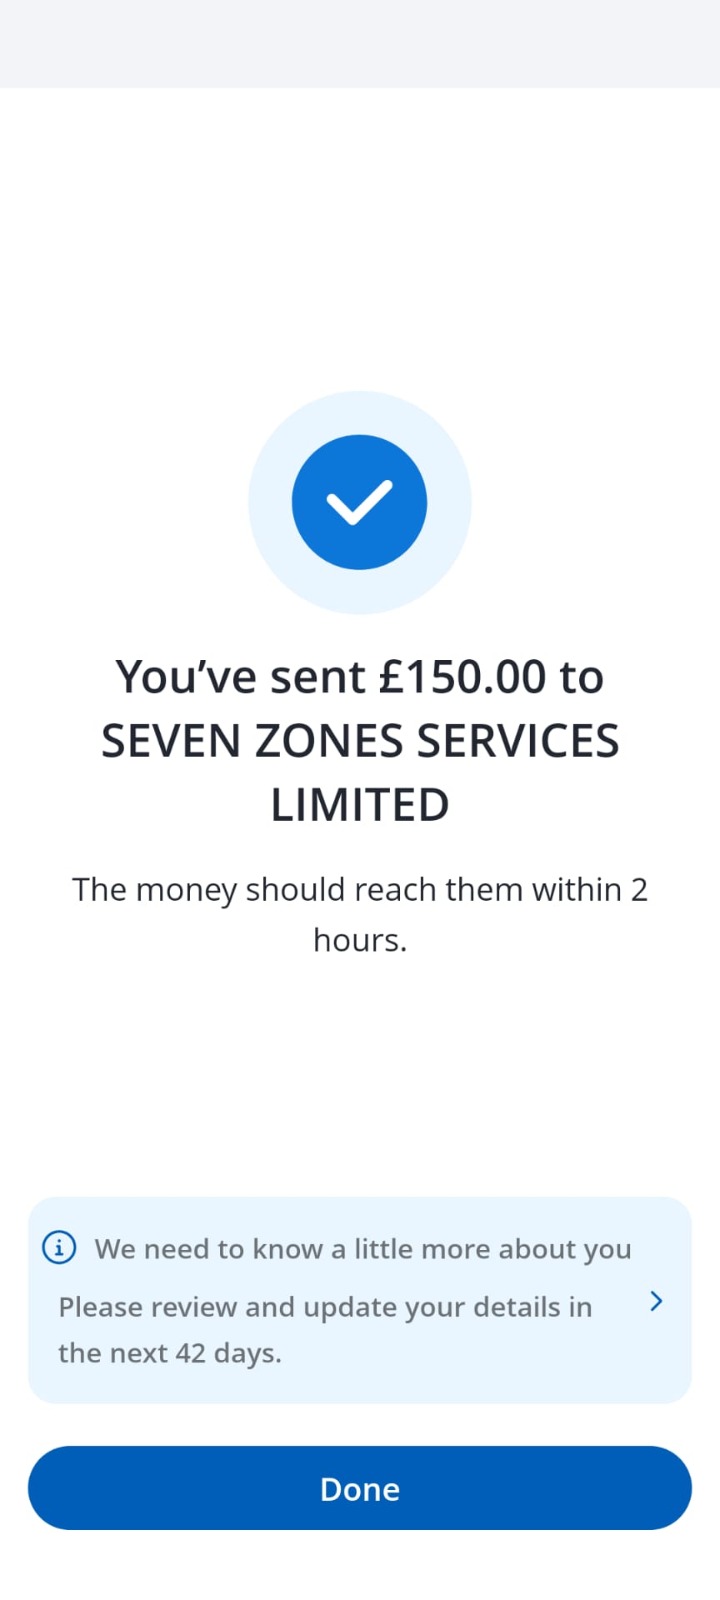 You’ve sent £150.00 to
SEVEN ZONES SERVICES
LIMITED
The money should reach them within 2
hours.
We need to know a little more about you
Please review and update your details in
the next 42 days.
Done